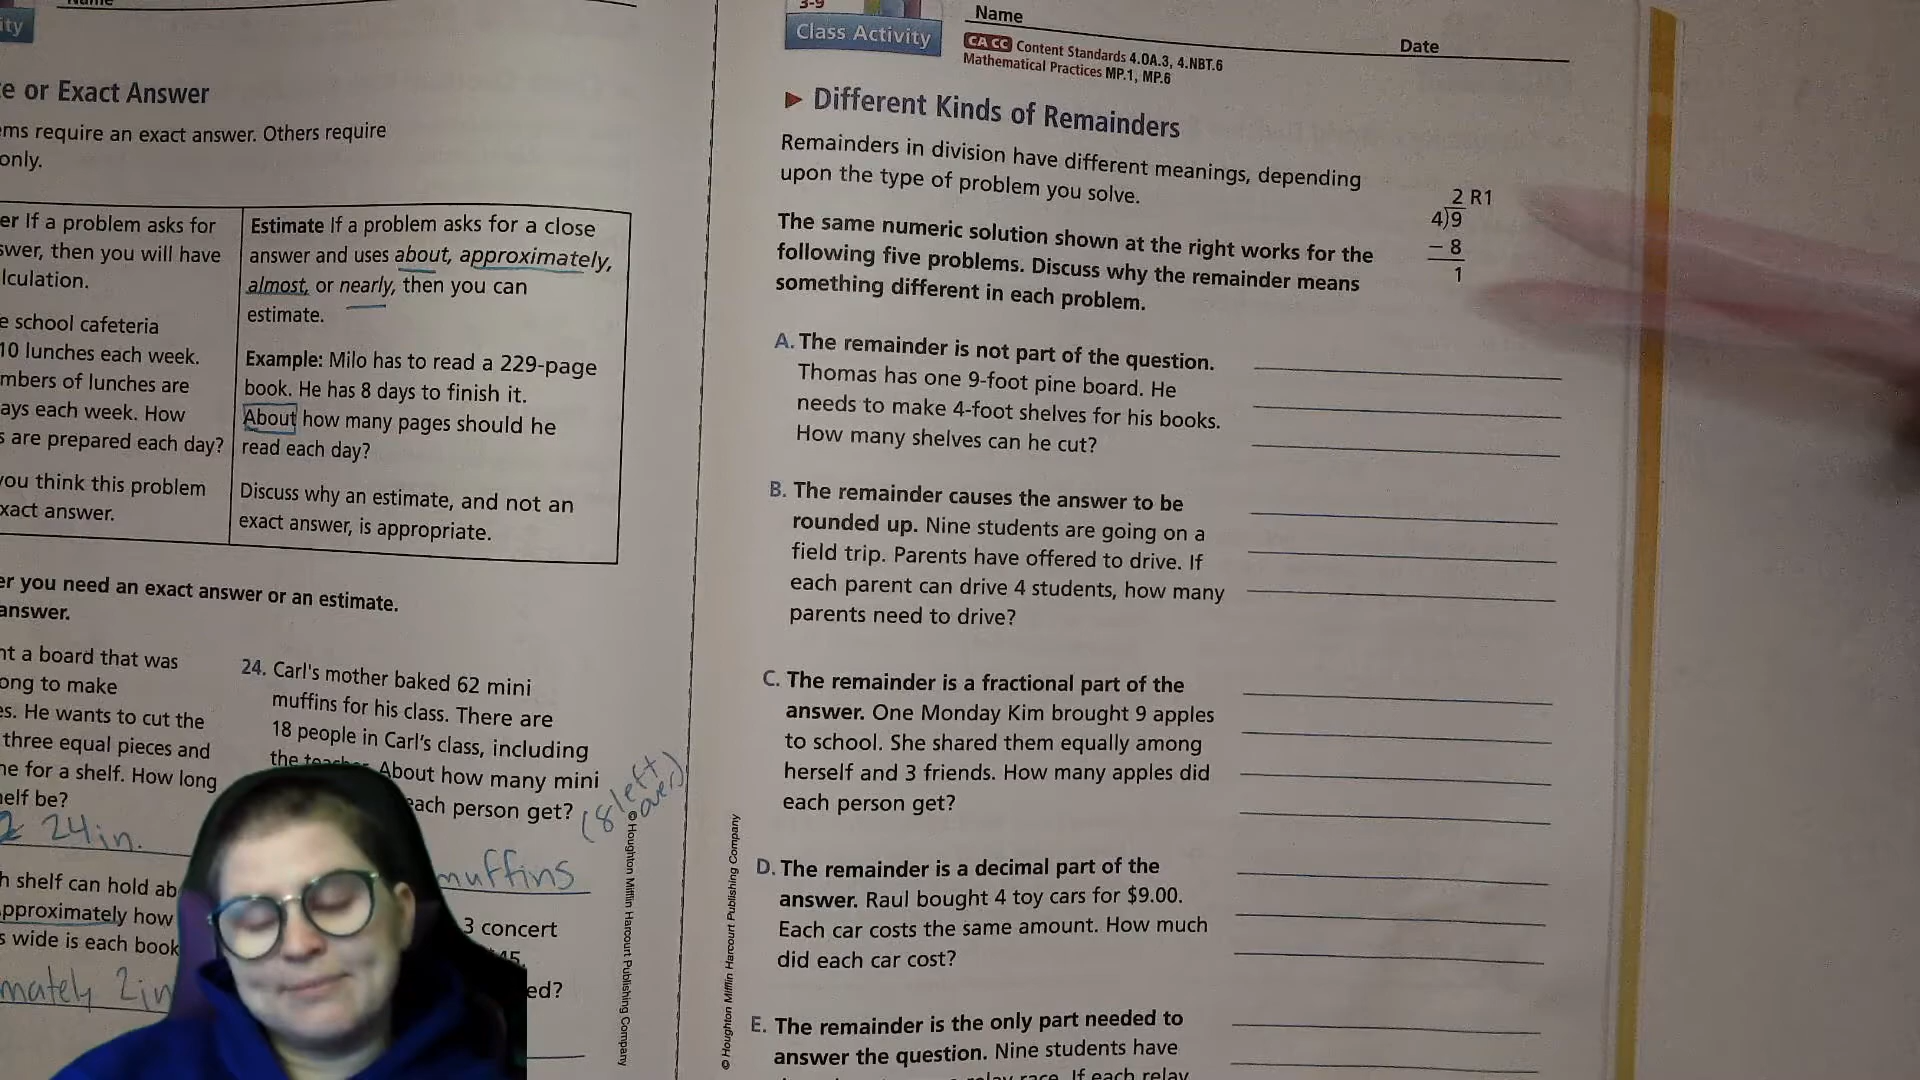 Name
ity
e or Exact Answer
ms require an exact answer. Others require
only.
er If a problem asks for
swer, then you will have
lculation.
e school cafeteria
10 lunches each week.
mbers of lunches are
ays each week. How
s are prepared each day?
you think this problem
xact answer.
Estimate If a problem asks for a close
answer and uses about, approximately,
almost, or nearly, then you can
estimate.
Example: Milo has to read a 229-page
book. He has 8 days to finish it.
About how many pages should he
read each day?
Discuss why an estimate, and not an
exact answer, is appropriate.
er you need an exact answer or an estimate.
answer.
nt a board that was
ong to make
es. He wants to cut the
three equal pieces and
ne for a shelf. How long
helf be?
24in.
h shelf can hold ab
pproximately how
s wide is each book
mately 2in
24. Carl's mother baked 62 mini
muffins for his class. There are
18 people in Carl's class, including
the teacher. About how many mini
each person get?
(8 left
over)
muffins
3 concert
45.
ed?
© Houghton Mifflin Harcourt Publishing Company
3-9
Class Activity
Name
Date
CA CC Content Standards 4.OA.3, 4.NBT.6
Mathematical Practices MP.1, MP.6
► Different Kinds of Remainders
Remainders in division have different meanings, depending
upon the type of problem you solve.
The same numeric solution shown at the right works for the
following five problems. Discuss why the remainder means
something different in each problem.
2 R1
4)9
− 8
1
A. The remainder is not part of the question.
Thomas has one 9-foot pine board. He
needs to make 4-foot shelves for his books.
How many shelves can he cut?
B. The remainder causes the answer to be
rounded up. Nine students are going on a
field trip. Parents have offered to drive. If
each parent can drive 4 students, how many
parents need to drive?
C. The remainder is a fractional part of the
answer. One Monday Kim brought 9 apples
to school. She shared them equally among
herself and 3 friends. How many apples did
each person get?
D. The remainder is a decimal part of the
answer. Raul bought 4 toy cars for $9.00.
Each car costs the same amount. How much
did each car cost?
E. The remainder is the only part needed to
answer the question. Nine students have
relay race. If each relay
© Houghton Mifflin Harcourt Publishing Company